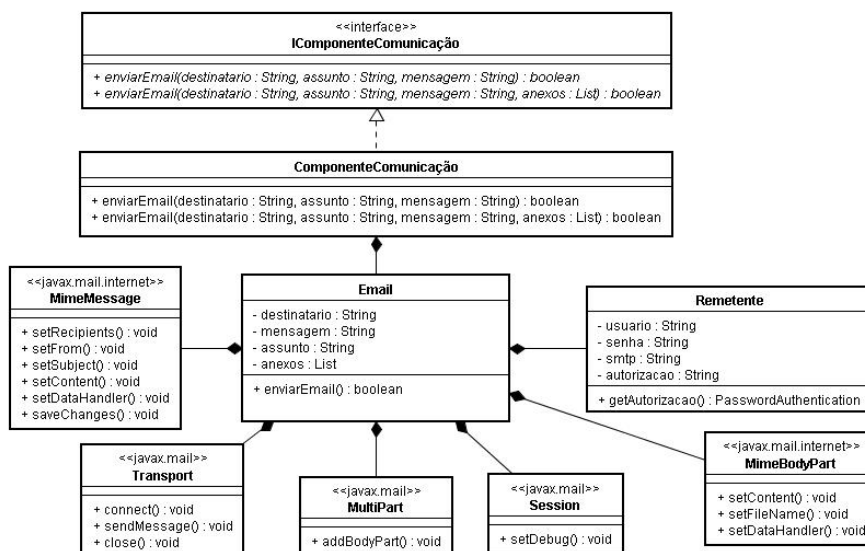 <<interface>>
IComponenteComunicação
+ enviarEmail(destinatario : String, assunto : String, mensagem : String) : boolean
+ enviarEmail(destinatario : String, assunto : String, mensagem : String, anexos : List) : boolean
ComponenteComunicação
+ enviarEmail(destinatario : String, assunto : String, mensagem : String) : boolean
+ enviarEmail(destinatario : String, assunto : String, mensagem : String, anexos : List) : boolean
<<javax.mail.internet>>
MimeMessage
+ setRecipients() : void
+ setFrom() : void
+ setSubject() : void
+ setContent() : void
+ setDataHandler() : void
+ saveChanges() : void
Email
- destinatario : String
- mensagem : String
- assunto : String
- anexos : List
+ enviarEmail() : boolean
Remetente
- usuario : String
- senha : String
- smtp : String
- autorizacao : String
+ getAutorizacao() : PasswordAuthentication
<<javax.mail>>
Transport
+ connect() : void
+ sendMessage() : void
+ close() : void
<<javax.mail>>
MultiPart
+ addBodyPart() : void
<<javax.mail>>
Session
+ setDebug() : void
<<javax.mail.internet>>
MimeBodyPart
+ setContent() : void
+ setFileName() : void
+ setDataHandler() : void